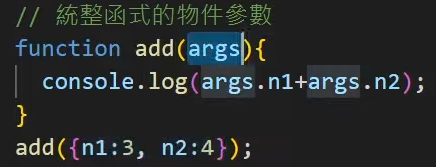 // 統整函式的物件參數
function add(args){
  console.log(args.n1+args.n2);
}
add({n1:3, n2:4});